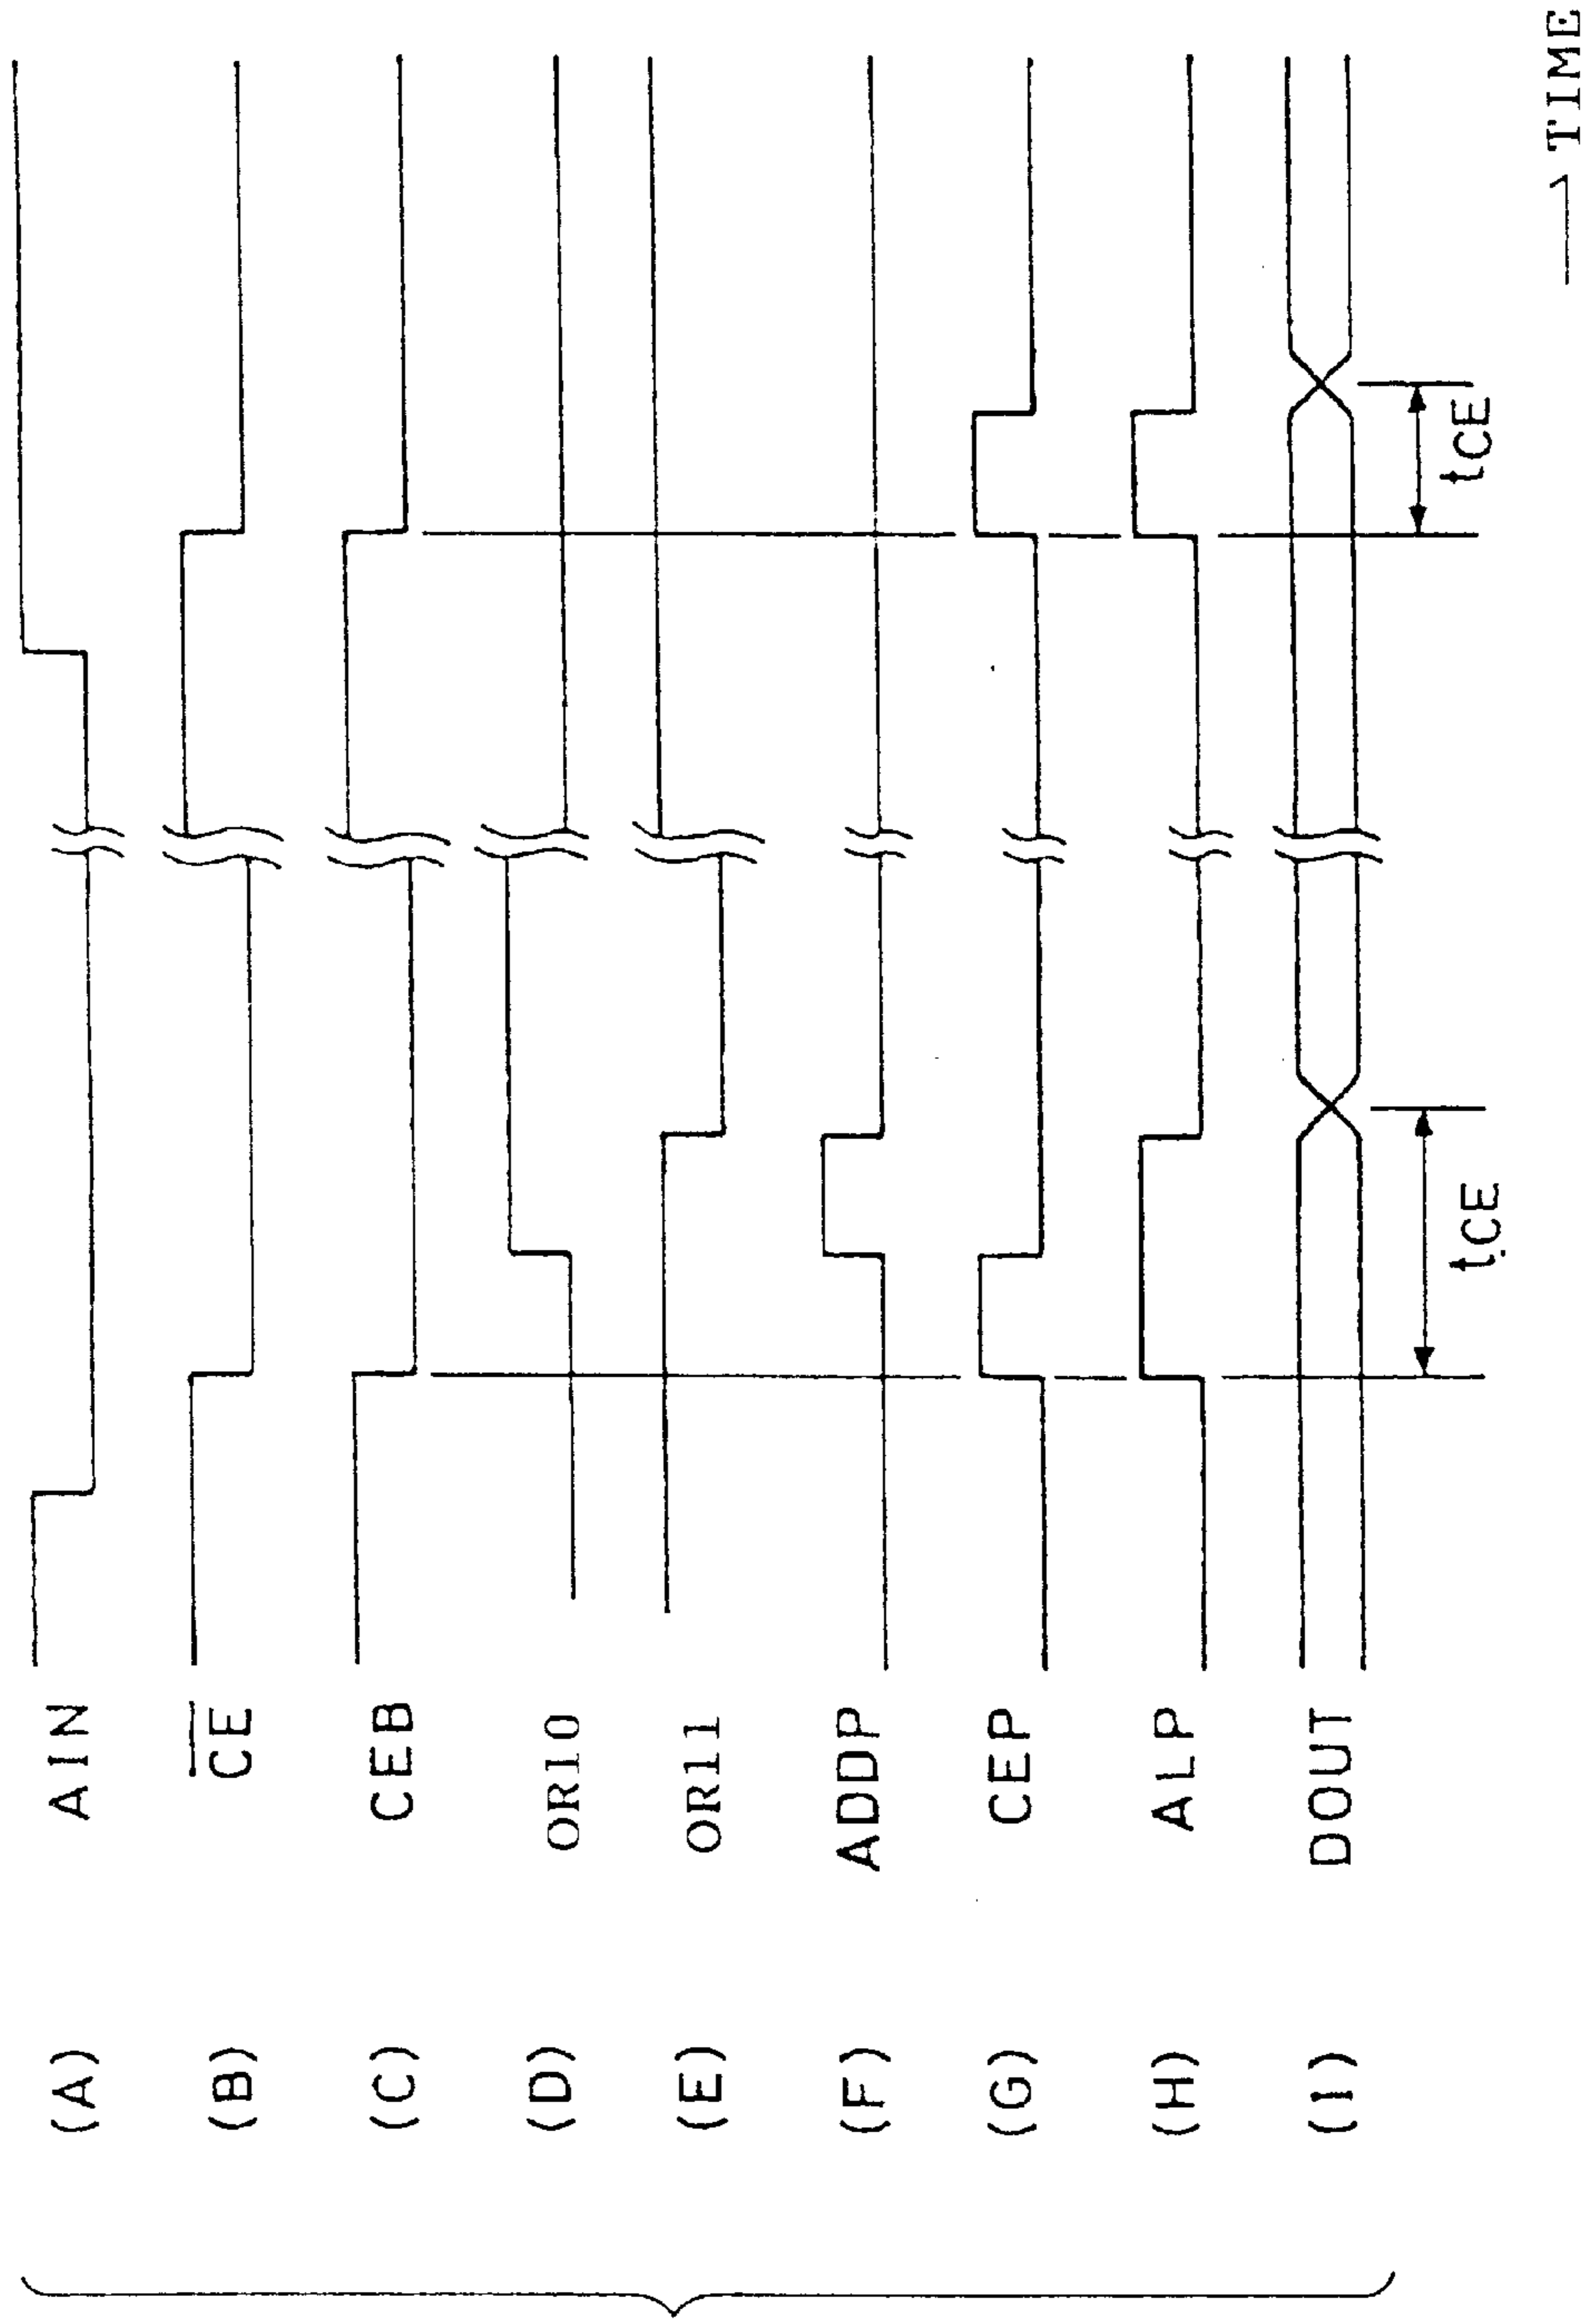 (A) AIN
(B) CE
(C) CEB
(D) OR10
(E) OR11
(F) ADDP
(G) CEP
(H) ALP
(I) DOUT
tCE
tCE
TIME